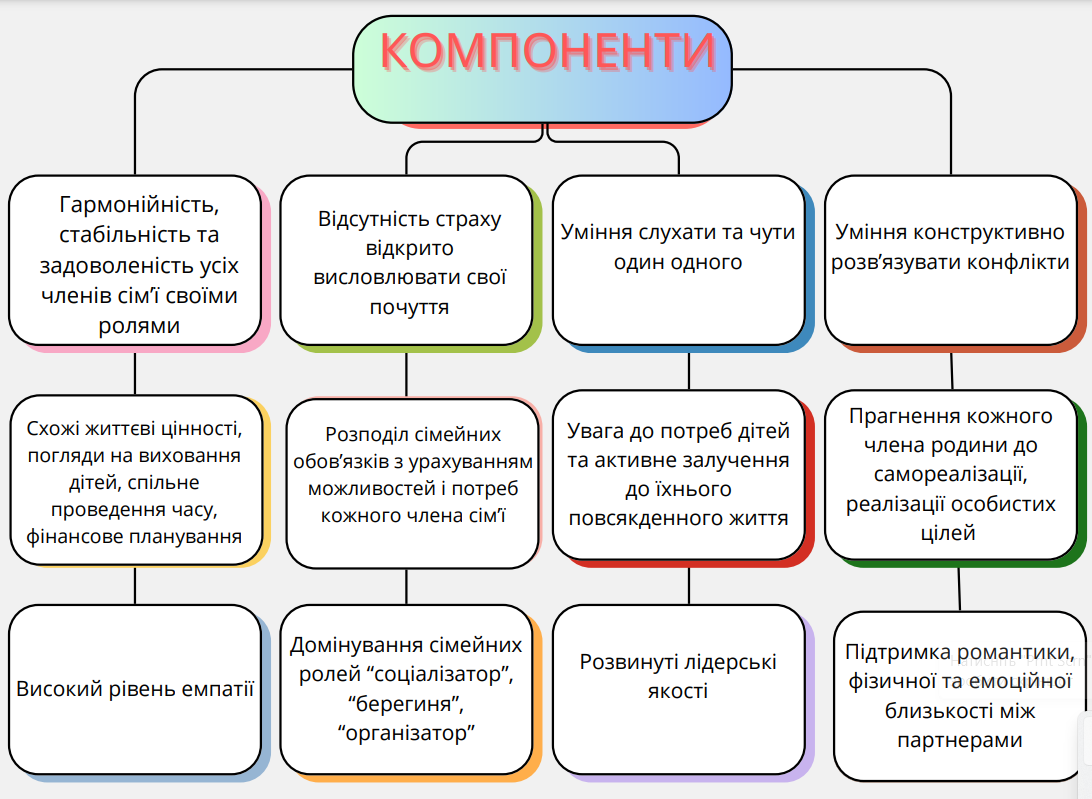 КОМПОНЕНТИ
Гармонійність,
стабільність та
задоволеність усіх
членів сім’ї своїми
ролями
Відсутність страху
відкрито
висловлювати свої
почуття
Уміння слухати та чути
один одного
Уміння конструктивно
розв’язувати конфлікти
Схожі життєві цінності,
погляди на виховання
дітей, спільне
проведення часу,
фінансове планування
Розподіл сімейних
обов’язків з урахуванням
можливостей і потреб
кожного члена сім’ї
Увага до потреб дітей
та активне залучення
до їхнього
повсякденного життя
Прагнення кожного
члена родини до
самореалізації,
реалізації особистих
цілей
Високий рівень емпатії
Домінування сімейних
ролей “соціалізатор”,
“берегиня”,
“організатор”
Розвинуті лідерські
якості
Підтримка романтики,
фізичної та емоційної
близькості між
партнерами